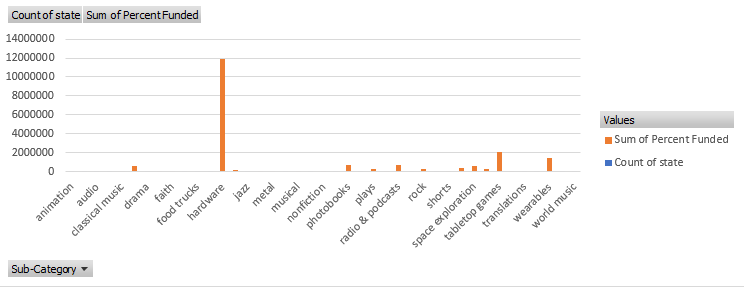 Count of state Sum of Percent Funded
14000000
12000000
10000000
8000000
6000000
4000000
2000000
0
animation
audio
classical music
drama
faith
food trucks
hardware
jazz
metal
musical
nonfiction
photobooks
plays
radio & podcasts
rock
shorts
space exploration
tabletop games
translations
wearables
world music
Values
Sum of Percent Funded
Count of state
Sub-Category